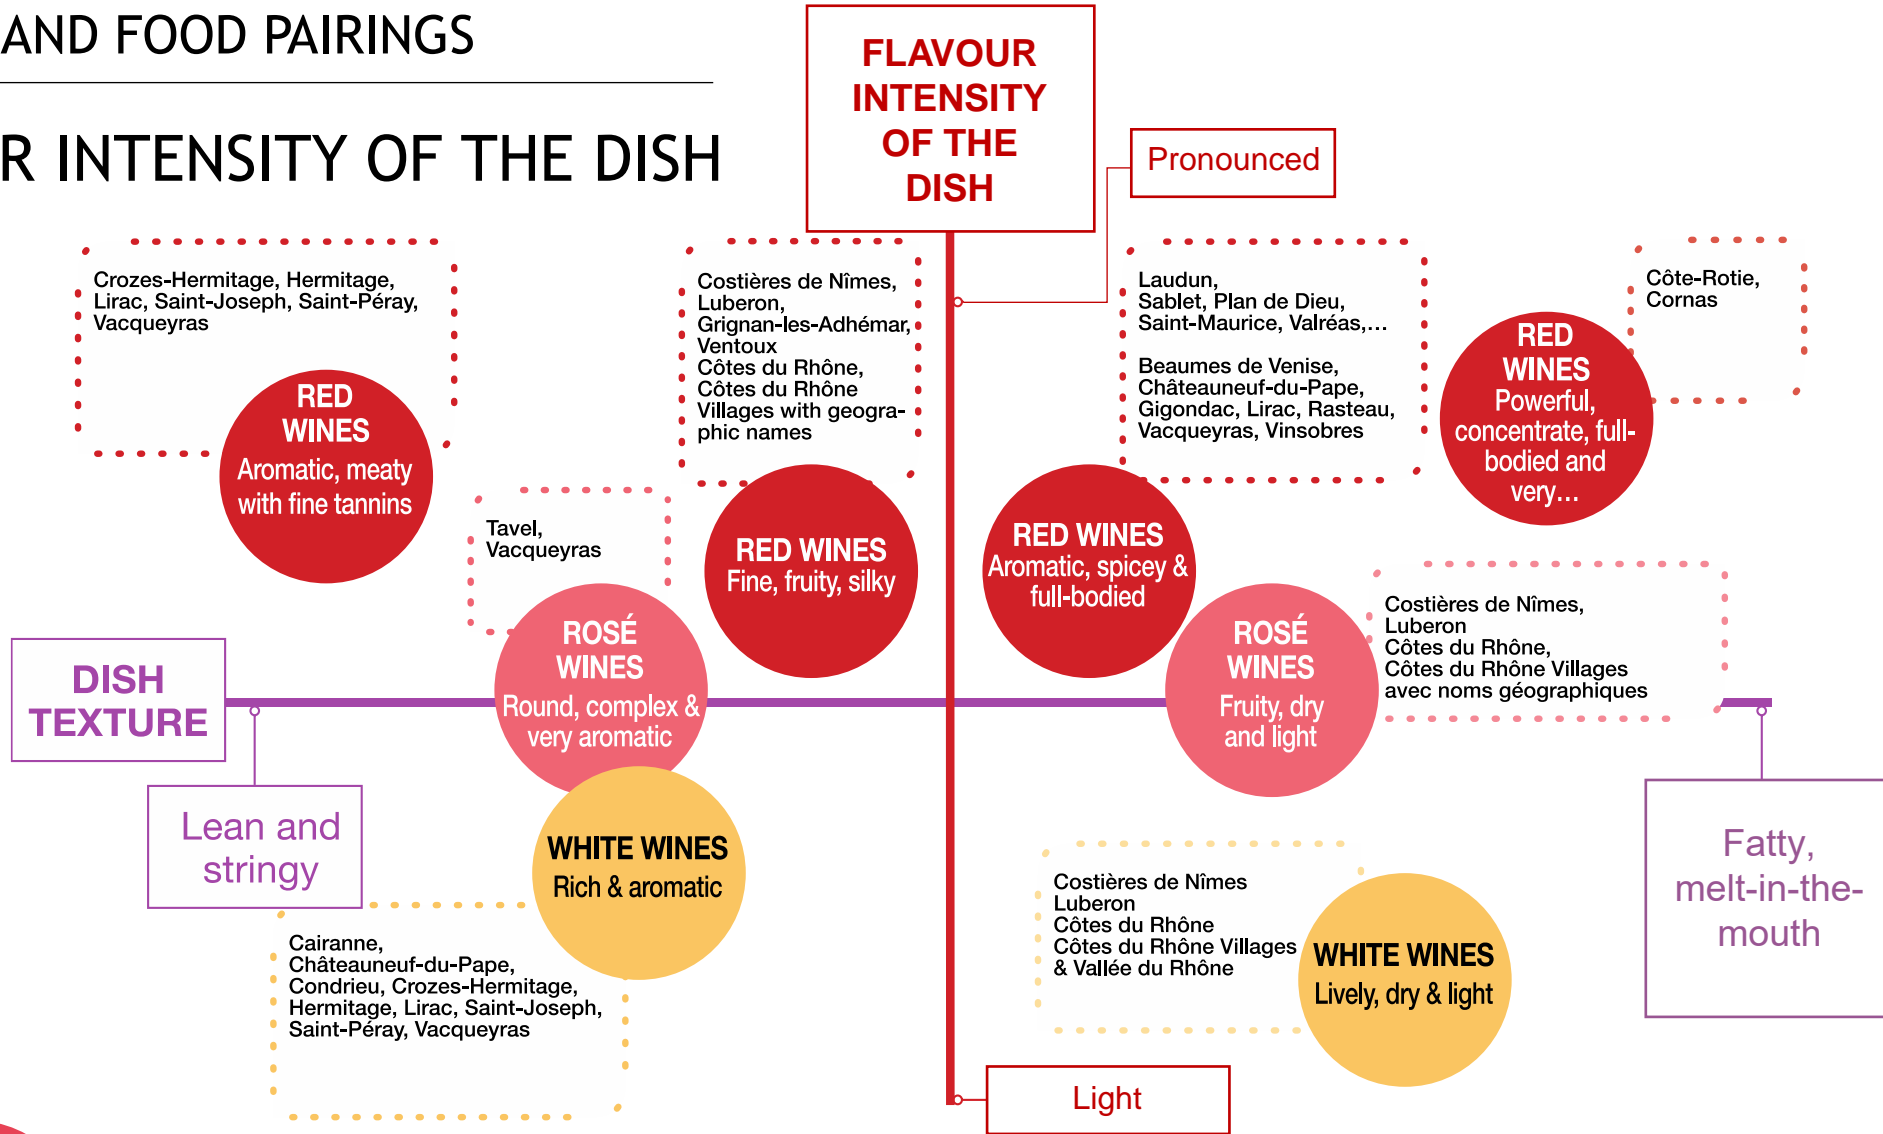 AND FOOD PAIRINGS
R INTENSITY OF THE DISH
FLAVOUR
INTENSITY
OF THE
DISH
Pronounced
Crozes-Hermitage, Hermitage,
Lirac, Saint-Joseph, Saint-Péray,
Vacqueyras
RED
WINES
Aromatic, meaty
with fine tannins
Costières de Nîmes,
Luberon,
Grignan-les-Adhémar,
Ventoux
Côtes du Rhône,
Côtes du Rhône
Villages with geogra-
phic names
RED WINES
Fine, fruity, silky
Laudun,
Sablet, Plan de Dieu,
Saint-Maurice, Valréas,…
Beaumes de Venise,
Châteauneuf-du-Pape,
Gigondac, Lirac, Rasteau,
Vacqueyras, Vinsobres
RED WINES
Aromatic, spicey &
full-bodied
Côte-Rotie,
Cornas
RED
WINES
Powerful,
concentrate, full-
bodied and
very…
Tavel,
Vacqueyras
ROSÉ
WINES
Round, complex &
very aromatic
ROSÉ
WINES
Fruity, dry
and light
Costières de Nîmes,
Luberon
Côtes du Rhône,
Côtes du Rhône Villages
avec noms géographiques
DISH
TEXTURE
Lean and
stringy
WHITE WINES
Rich & aromatic
Cairanne,
Châteauneuf-du-Pape,
Condrieu, Crozes-Hermitage,
Hermitage, Lirac, Saint-Joseph,
Saint-Péray, Vacqueyras
Costières de Nîmes
Luberon
Côtes du Rhône
Côtes du Rhône Villages
& Vallée du Rhône
WHITE WINES
Lively, dry & light
Fatty,
melt-in-the-
mouth
Light